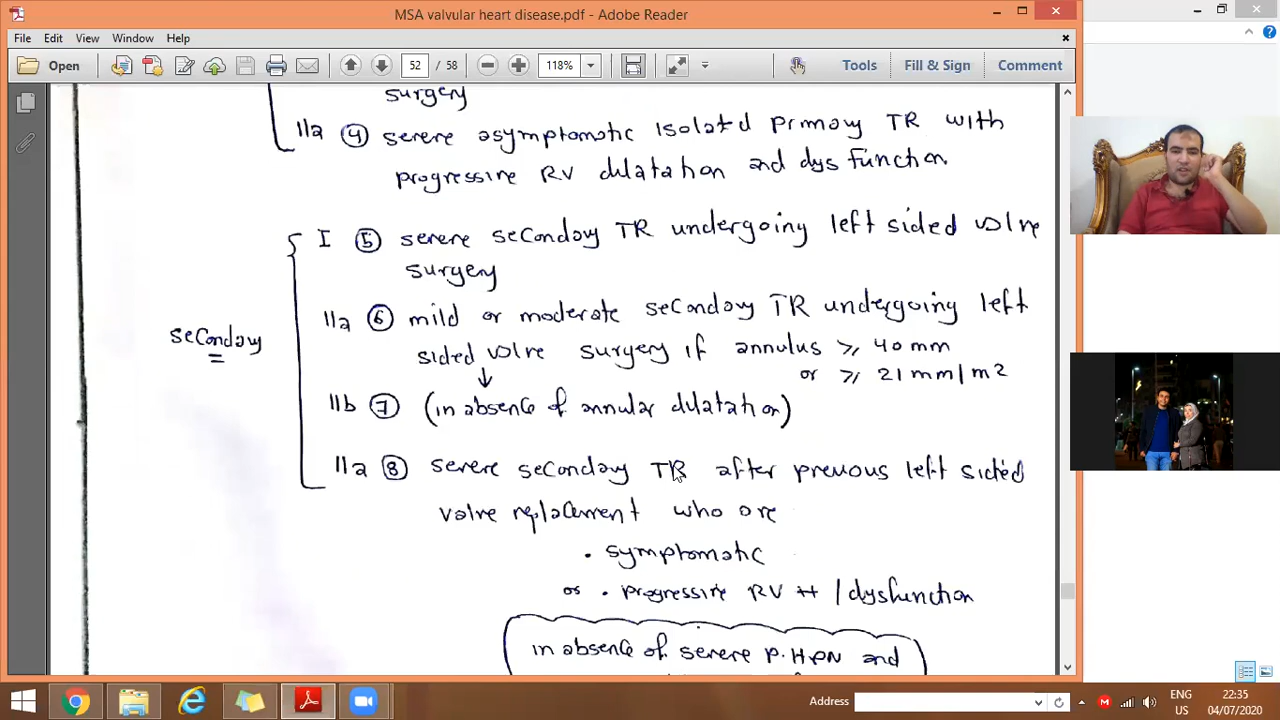 MSA valvular heart disease.pdf - Adobe Reader
File Edit View Window Help
Open 52 / 58 118% Tools Fill & Sign Comment
surgery
IIa ④ severe asymptomatic isolated primary TR with
progressive RV dilatation and dysfunction.
I ⑤ severe secondary TR undergoing left sided valve
surgery
secondary
IIa ⑥ mild or moderate secondary TR undergoing left
sided valve surgery if annulus ≥ 40 mm
or ≥ 21 mm/m2
IIb ⑦ (in absence of annular dilatation)
IIa ⑧ severe secondary TR after previous left sided
valve replacement who are
• symptomatic
or • progressive RV ++ / dysfunction
in absence of severe P.HPN and
Address
ENG 22:35
US 04/07/2020